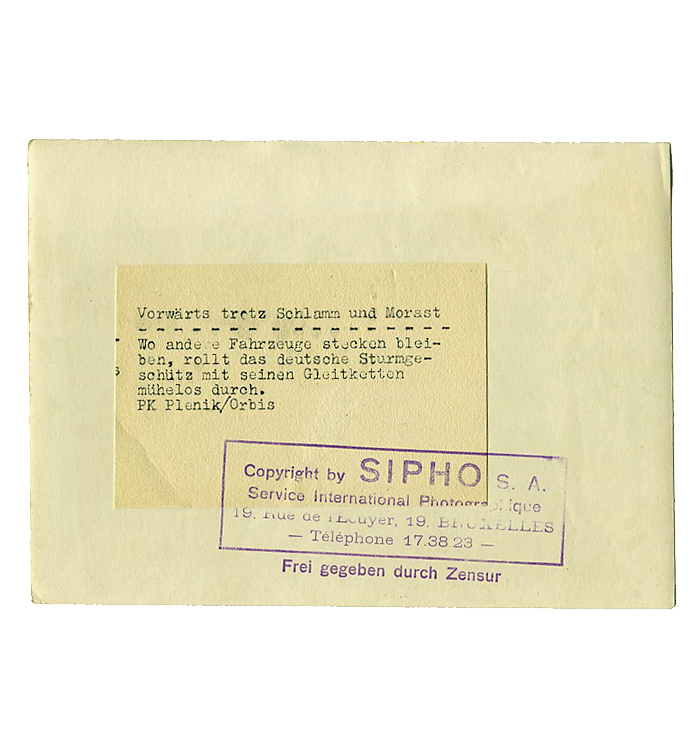 Vorwärts trotz Schlamm und Morast
- - - - - - - - - - - - - - - - - - - -
Wo andere Fahrzeuge stecken blei-
ben, rollt das deutsche Sturmge-
schütz mit seinen Gleitketten
mühelos durch.
PK Plenik/Orbis
Copyright by SIPHO S. A.
Service International Photographique
19, Rue de l'Ecuyer, 19, BRUXELLES
— Téléphone 17.38 23 —
Frei gegeben durch Zensur